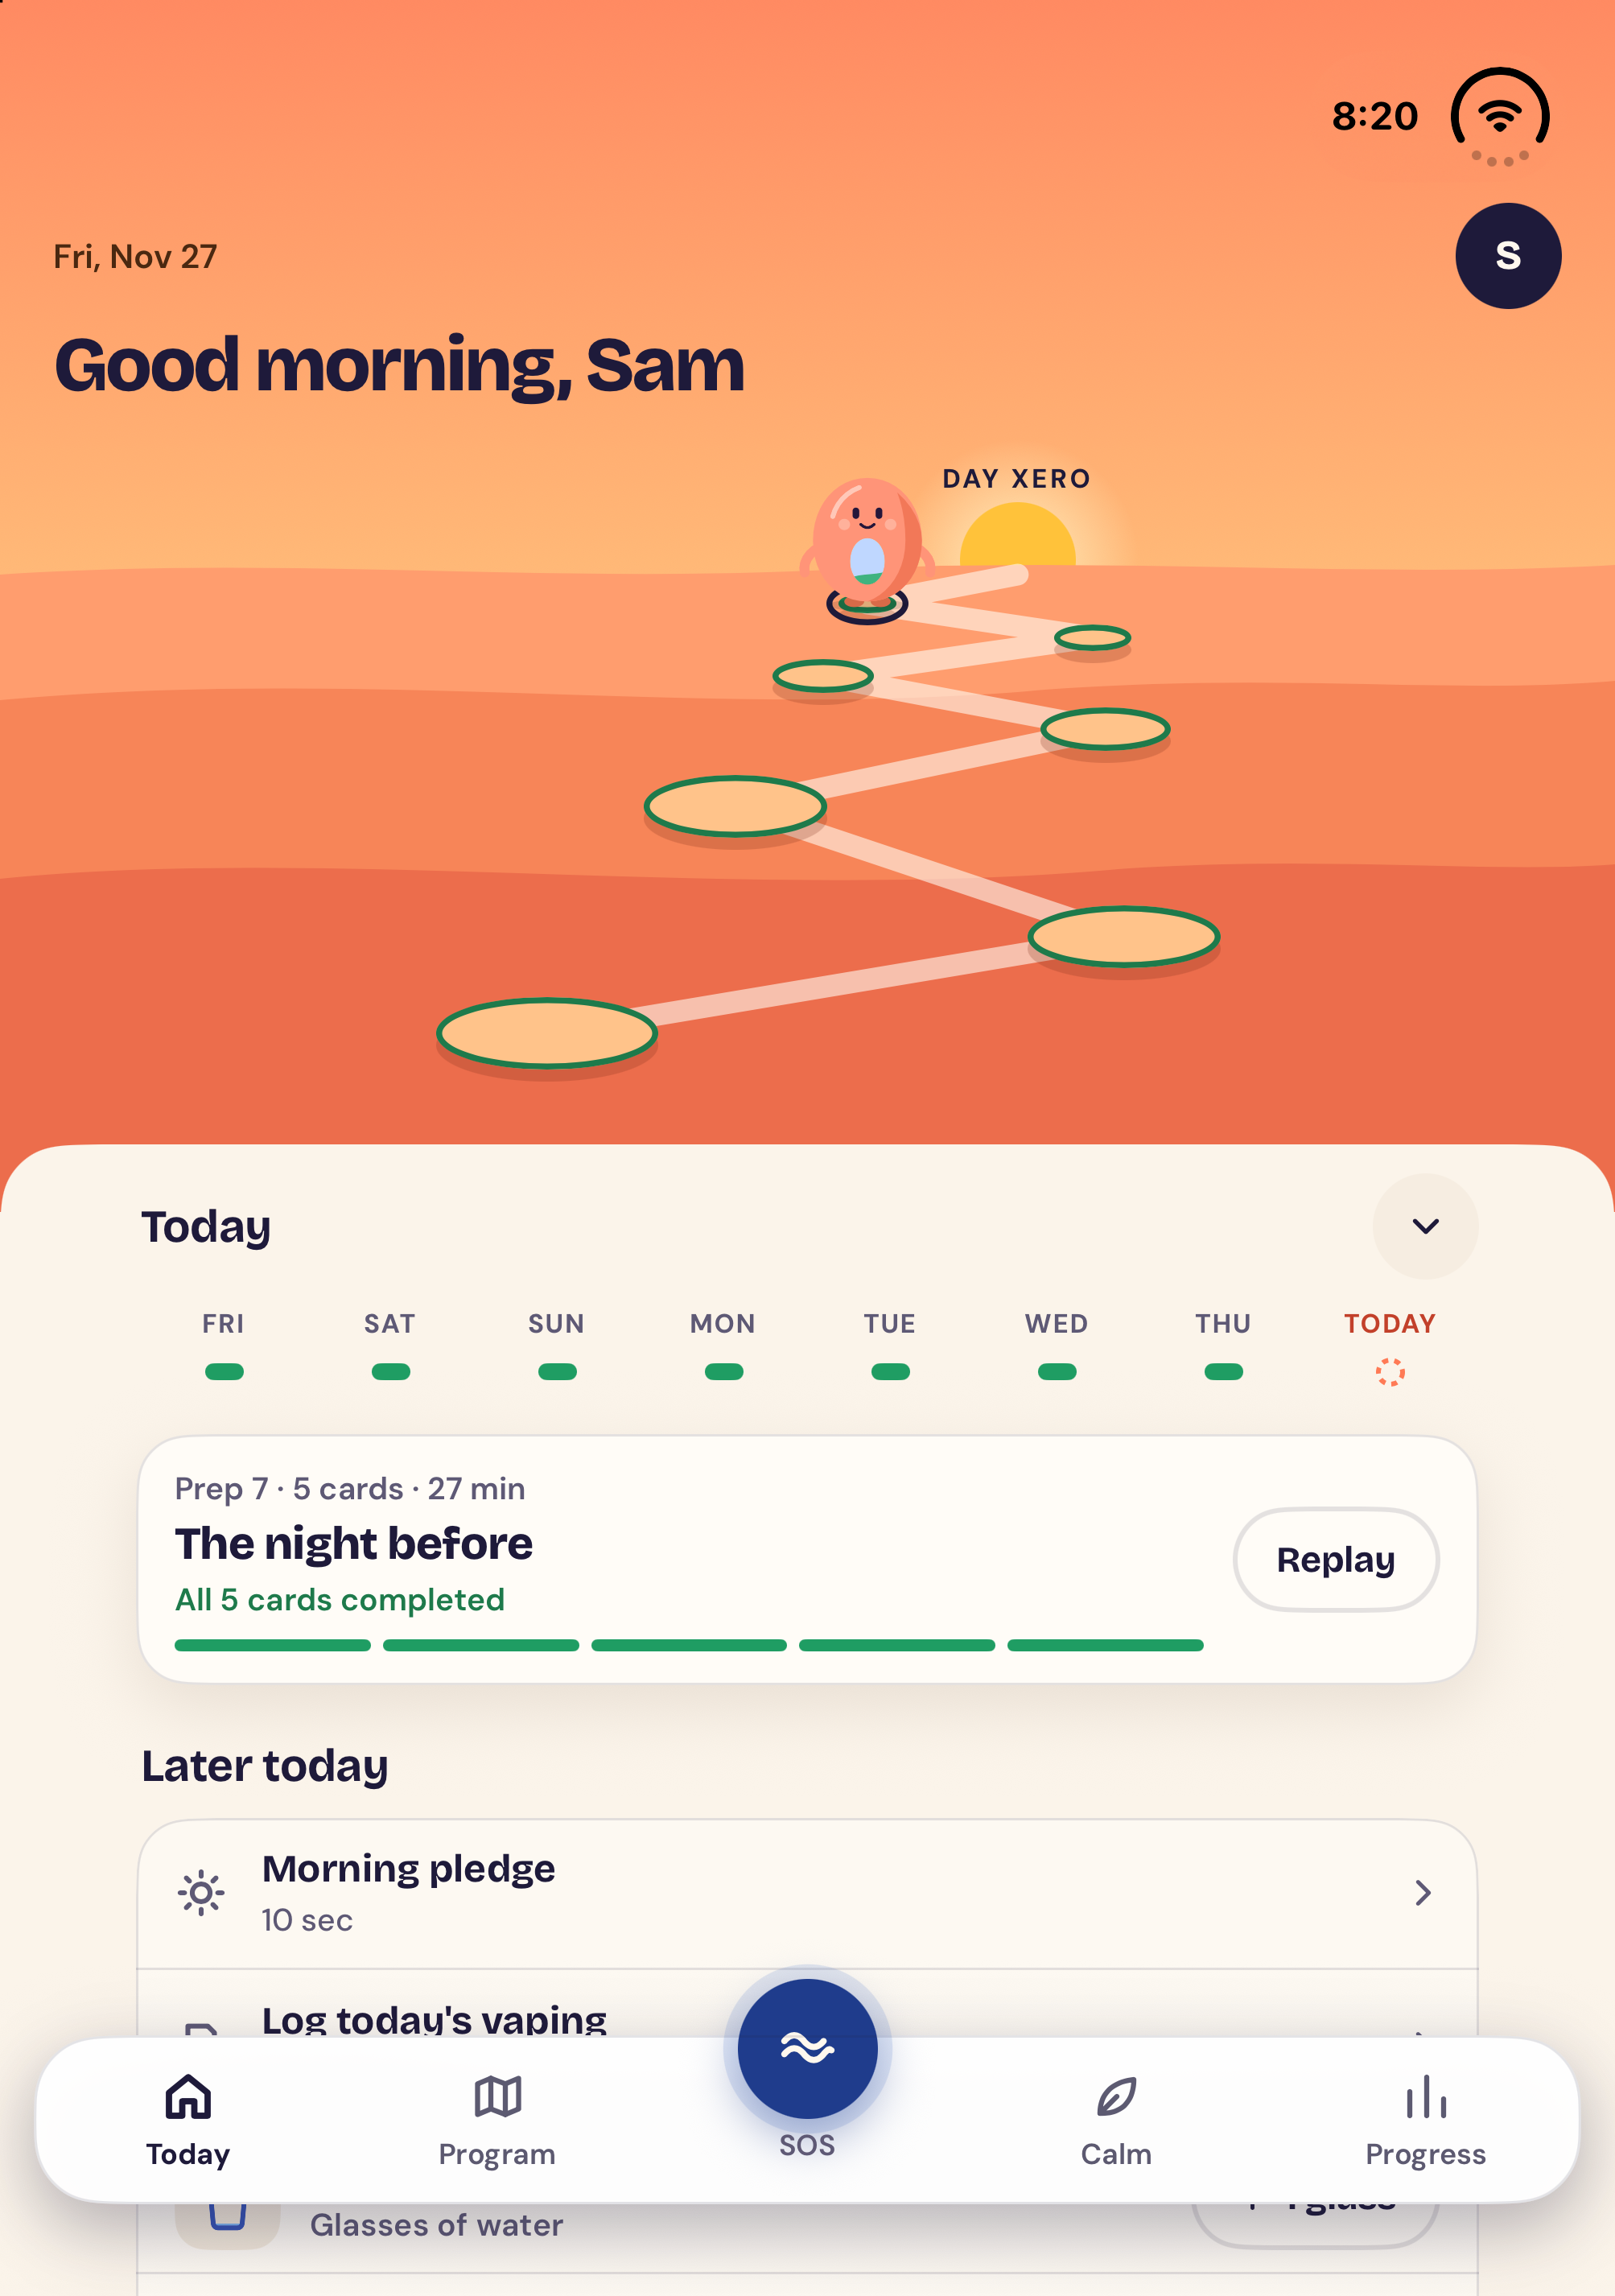 8:20
S
Fri, Nov 27
Good morning, Sam
DAY XERO
Today
FRI SAT SUN MON TUE WED THU TODAY
Prep 7 · 5 cards · 27 min
The night before
All 5 cards completed
Replay
Later today
Morning pledge
10 sec
Log today's vaping
Today Program SOS Calm Progress
Glasses of water